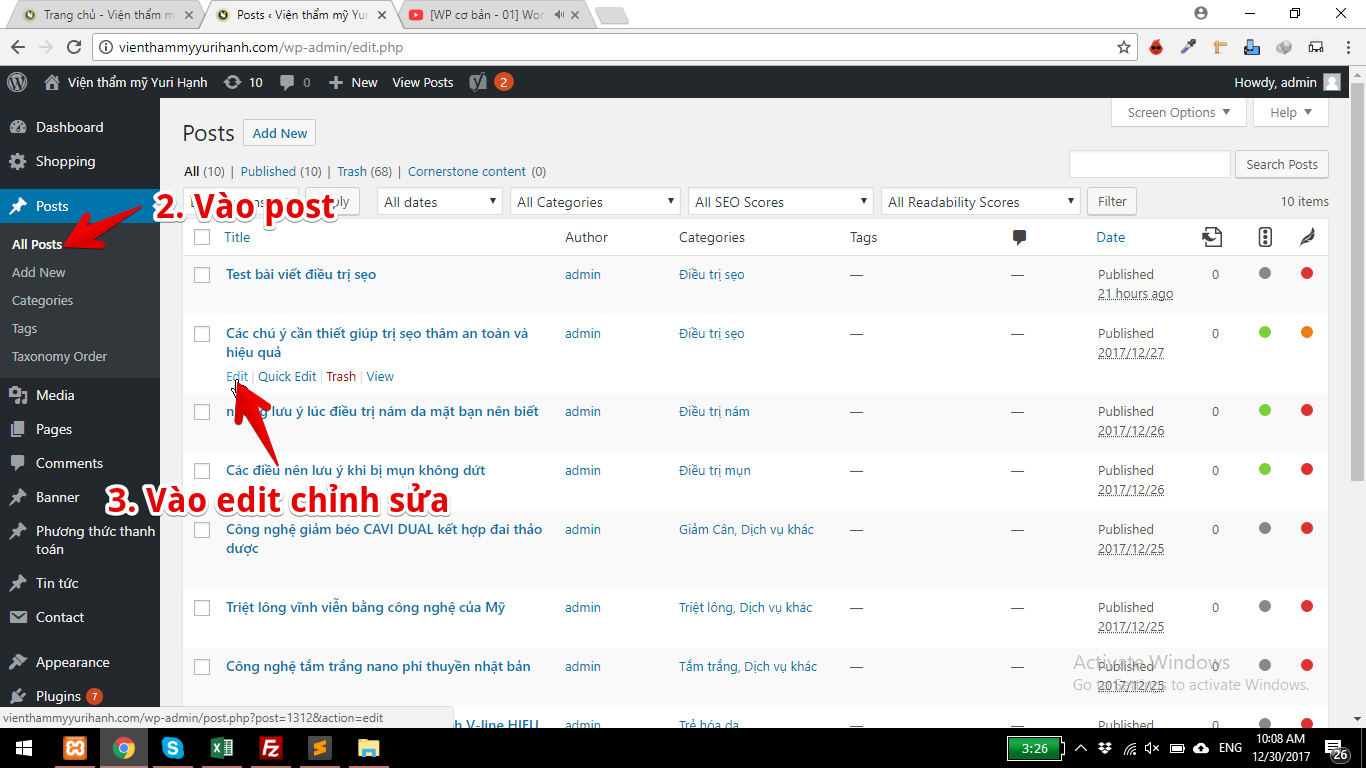 Trang chủ - Viện thẩm m
Posts ‹ Viện thẩm mỹ Yur
[WP cơ bản - 01] Wor
vienthammyyurihanh.com/wp-admin/edit.php
Viện thẩm mỹ Yuri Hạnh
10
0
New
View Posts
2
Howdy, admin
Dashboard
Shopping
Posts
All Posts
Add New
Categories
Tags
Taxonomy Order
Media
Pages
Comments
Banner
Phương thức thanh
toán
Tin tức
Contact
Appearance
Plugins 7
Screen Options
Help
Posts
Add New
All (10) | Published (10) | Trash (68) | Cornerstone content (0)
Search Posts
2. Vào post
All dates
All Categories
All SEO Scores
All Readability Scores
Filter
10 items
Title
Author
Categories
Tags
Date
Test bài viết điều trị sẹo
admin
Điều trị sẹo
—
—
Published
21 hours ago
0
Các chú ý cần thiết giúp trị sẹo thâm an toàn và
hiệu quả
Edit | Quick Edit | Trash | View
admin
Điều trị sẹo
—
—
Published
2017/12/27
0
lưu ý lúc điều trị nám da mặt bạn nên biết
admin
Điều trị nám
—
—
Published
2017/12/26
0
Các điều nên lưu ý khi bị mụn không dứt
admin
Điều trị mụn
—
—
Published
2017/12/26
0
3. Vào edit chỉnh sửa
Công nghệ giảm béo CAVI DUAL kết hợp đai thảo
dược
admin
Giảm Cân, Dịch vụ khác
—
—
Published
2017/12/25
0
Triệt lông vĩnh viễn bằng công nghệ của Mỹ
admin
Triệt lông, Dịch vụ khác
—
—
Published
2017/12/25
0
Công nghệ tắm trắng nano phi thuyền nhật bản
admin
Tắm trắng, Dịch vụ khác
—
—
Published
2017/12/25
0
Activate Windows
Go to Settings to activate Windows.
V-line HIFU
admin
Trẻ hóa da
—
—
Published
0
vienthammyyurihanh.com/wp-admin/post.php?post=1312&action=edit
3:26
ENG
10:08 AM
12/30/2017
26